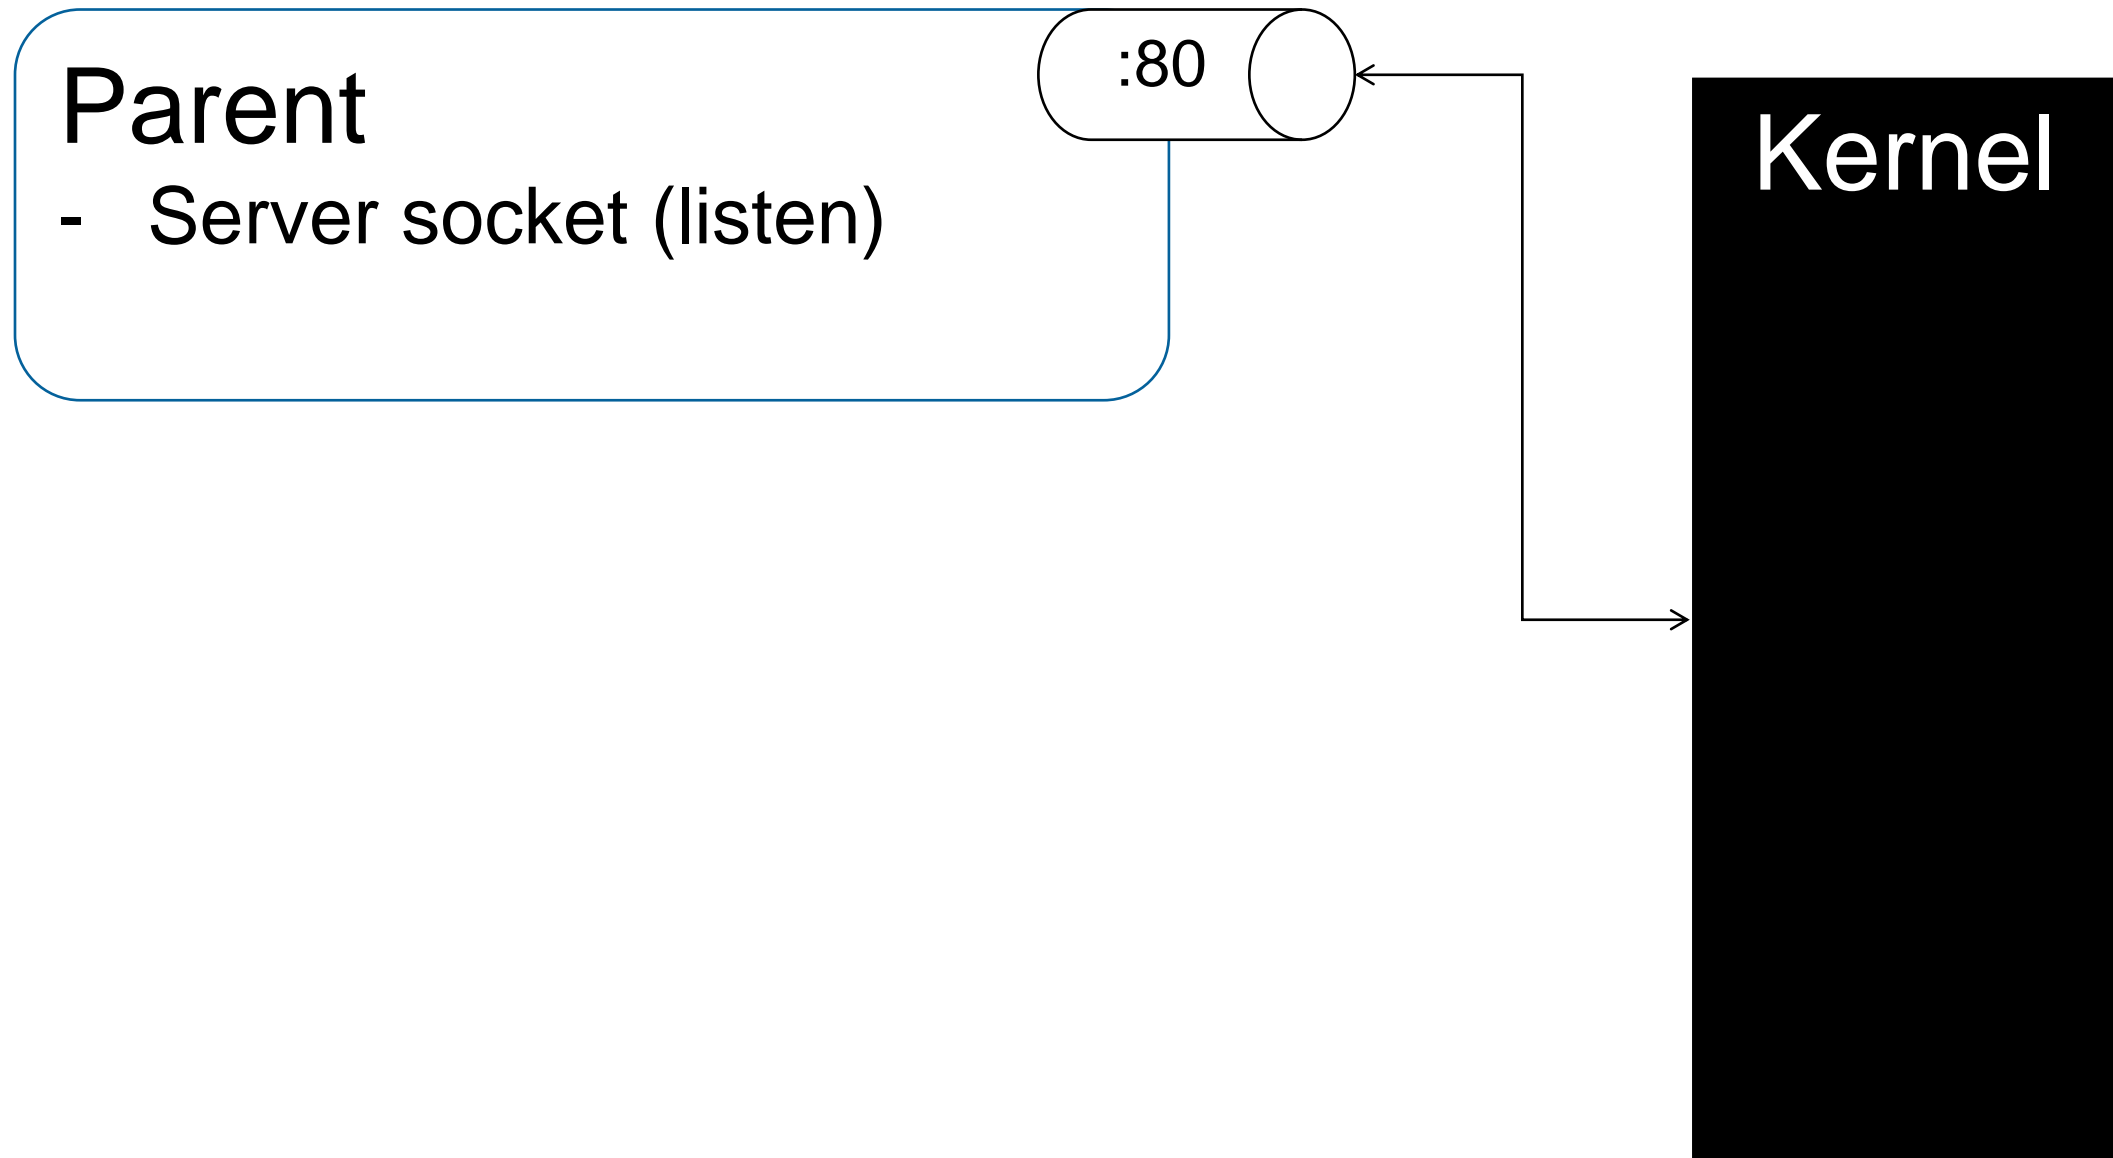 Parent
- Server socket (listen)
:80
Kernel